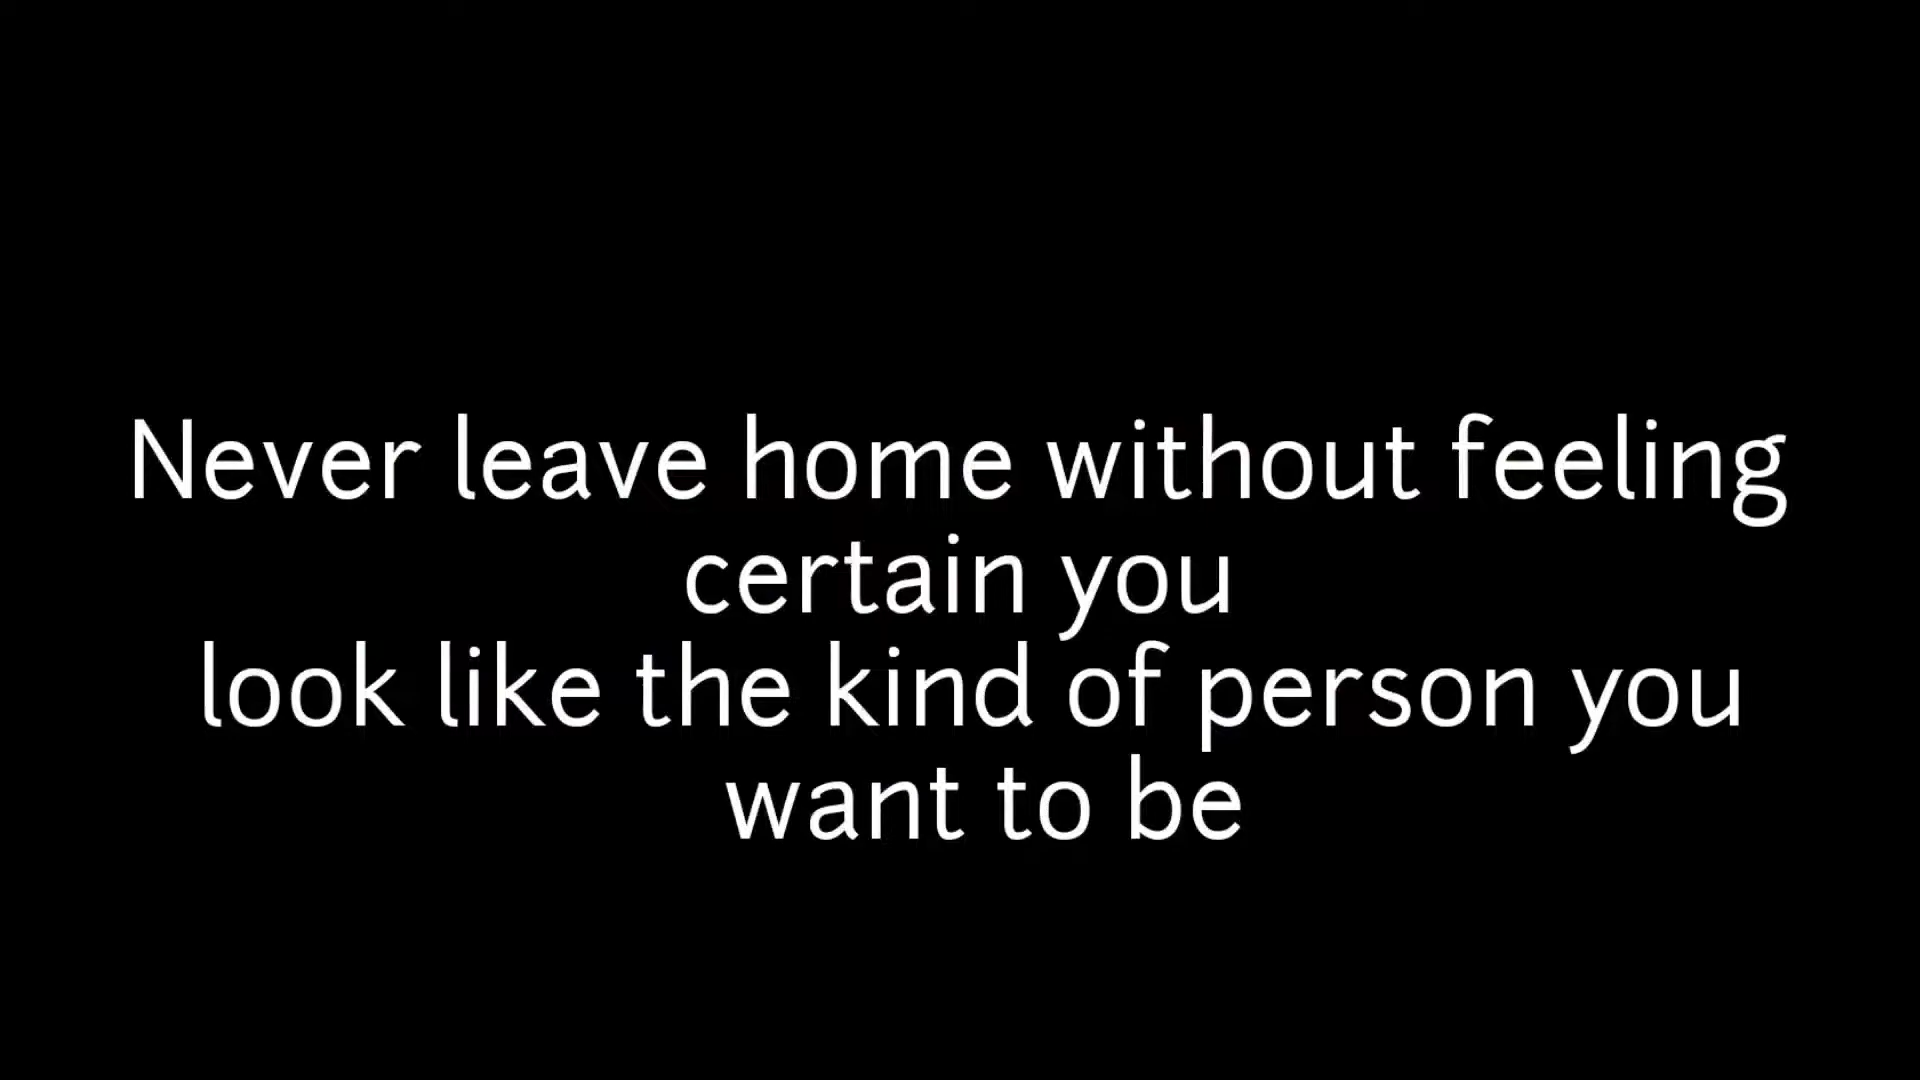 Never leave home without feeling
certain you
look like the kind of person you
want to be